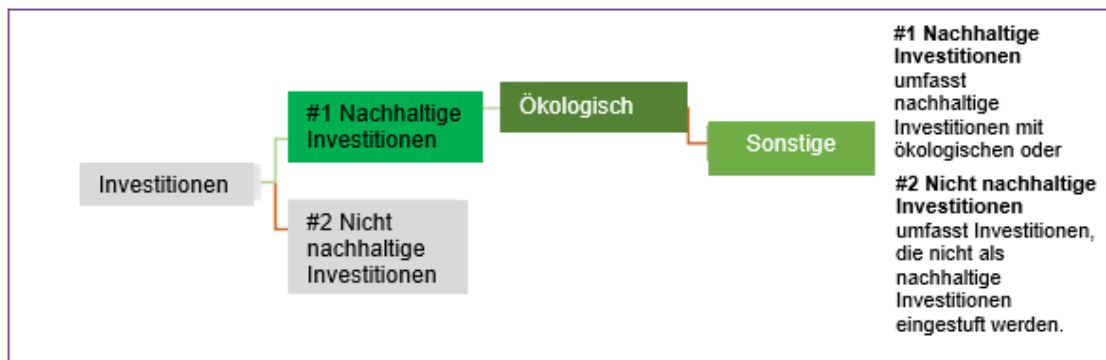 Investitionen
#1 Nachhaltige
Investitionen
#2 Nicht
nachhaltige
Investitionen
Ökologisch
Sonstige
#1 Nachhaltige
Investitionen
umfasst
nachhaltige
Investitionen mit
ökologischen oder
#2 Nicht nachhaltige
Investitionen
umfasst Investitionen,
die nicht als
nachhaltige
Investitionen
eingestuft werden.